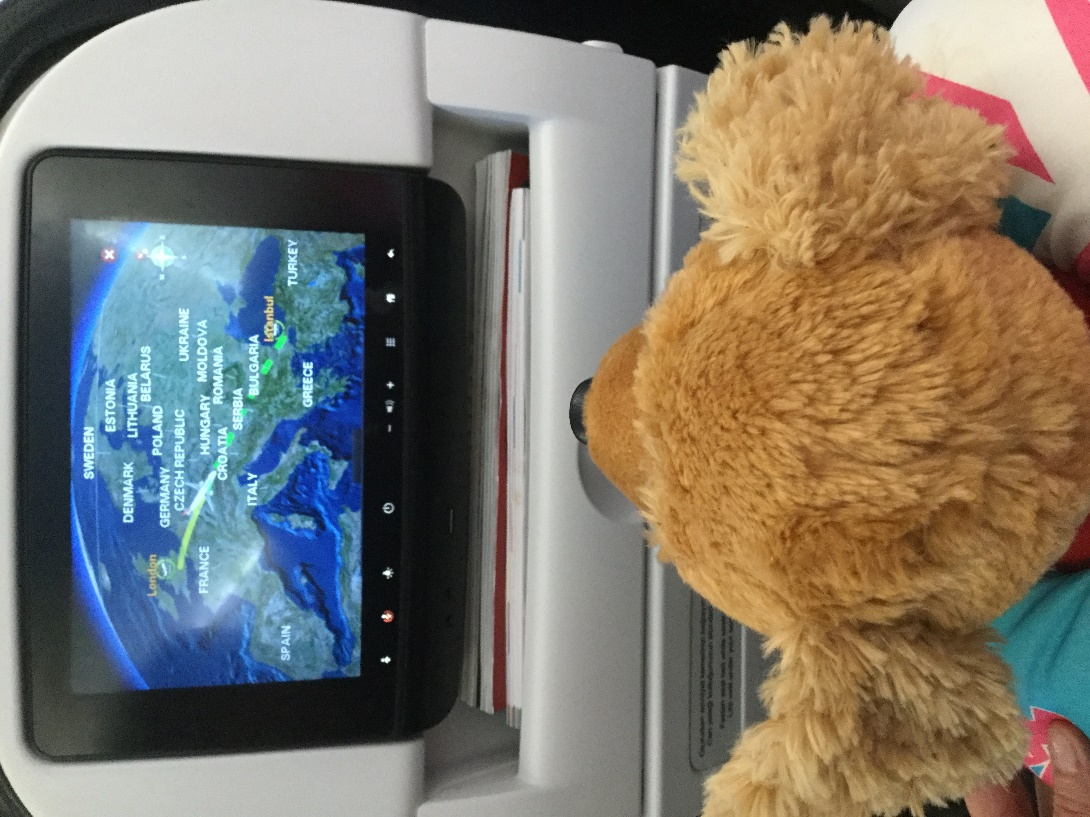 SWEDEN
ESTONIA
DENMARK
LITHUANIA
BELARUS
London
GERMANY
POLAND
CZECH REPUBLIC
UKRAINE
FRANCE
HUNGARY
MOLDOVA
CROATIA
ROMANIA
SERBIA
ITALY
BULGARIA
Istanbul
SPAIN
GREECE
TURKEY